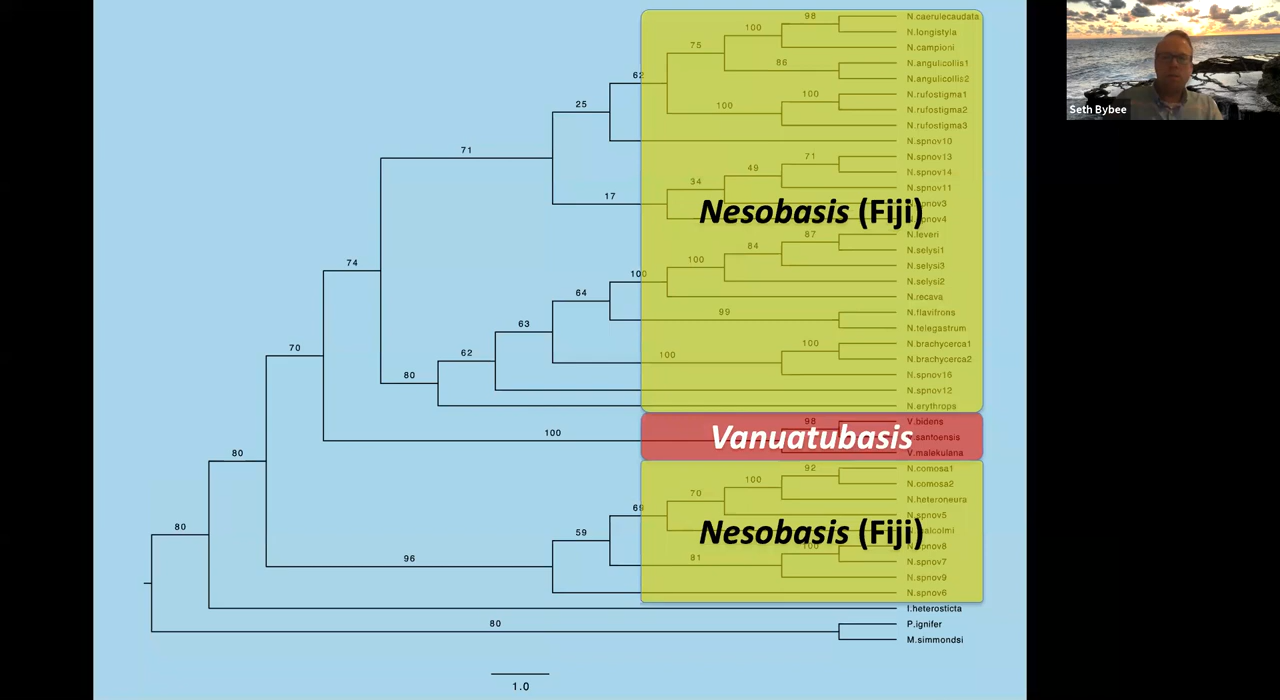 98
N.caerulecaudata
100
N.longistyla
75
N.campioni
86
N.angulicollis1
62
N.angulicollis2
100
N.rufostigma1
25
100
N.rufostigma2
N.rufostigma3
N.spnov10
71
71
N.spnov13
49
N.spnov14
34
N.spnov11
17
Nesobasis (Fiji)
87
N.leveri
84
N.selysi1
74
100
N.selysi3
100
N.selysi2
64
N.recava
99
N.flavifrons
63
N.telegastrum
100
N.brachycerca1
70
62
100
N.brachycerca2
80
N.spnov16
N.spnov12
N.erythrops
98
V.bidens
100
Vanuatubasis
santoensis
V.malekulana
80
92
N.comosa1
100
N.comosa2
70
N.heteroneura
N.spnov5
80
59
Nesobasis (Fiji)
100
N.spnov8
96
81
N.spnov7
N.spnov9
N.spnov6
I.heterosticta
80
P.ignifer
M.simmondsi
1.0
Seth Bybee